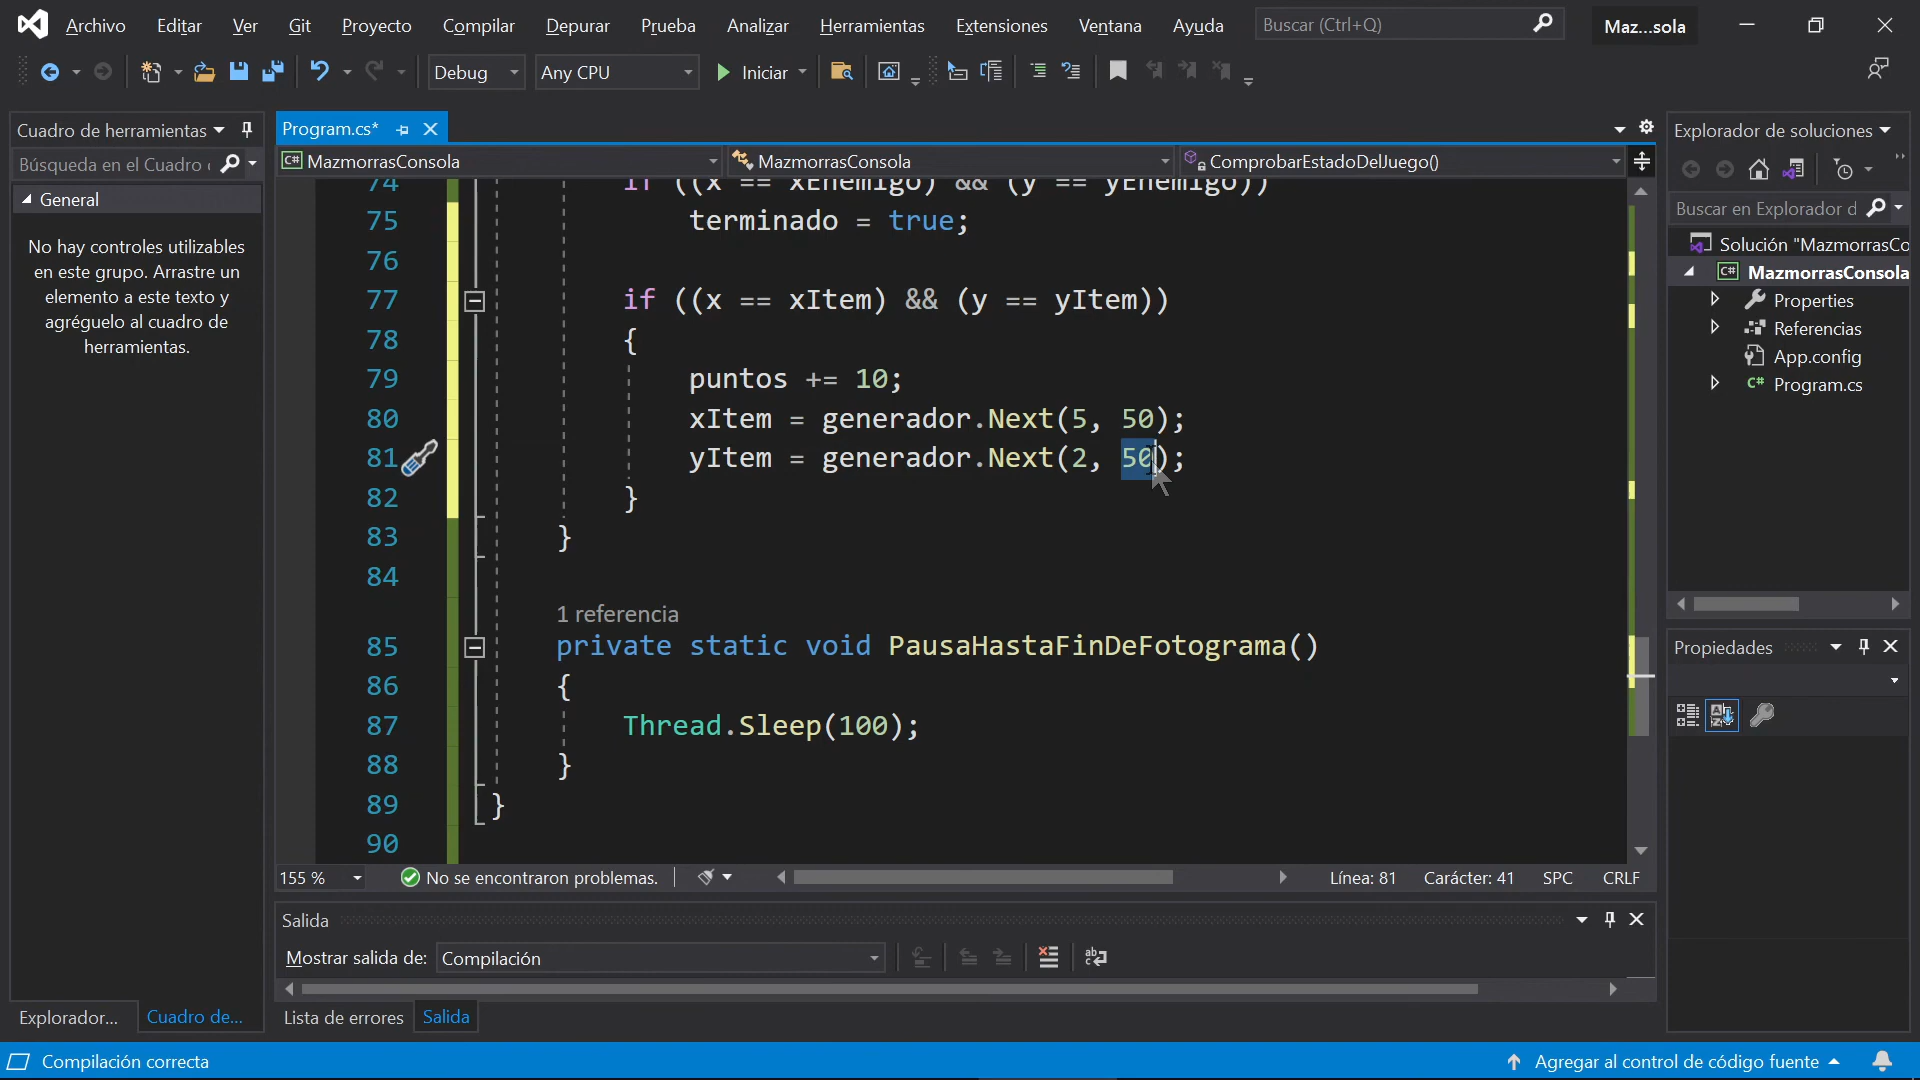 Archivo Editar Ver Git Proyecto Compilar Depurar Prueba Analizar Herramientas Extensiones Ventana Ayuda Buscar (Ctrl+Q) Maz...sola
Debug Any CPU Iniciar
Cuadro de herramientas
Búsqueda en el Cuadro
General
No hay controles utilizables
en este grupo. Arrastre un
elemento a este texto y
agréguelo al cuadro de
herramientas.
Explorador... Cuadro de...
Program.cs*
C# MazmorrasConsola MazmorrasConsola ComprobarEstadoDelJuego()
74 if ((x == xEnemigo) && (y == yEnemigo))
75 terminado = true;
76
77 if ((x == xItem) && (y == yItem))
78 {
79 puntos += 10;
80 xItem = generador.Next(5, 50);
81 yItem = generador.Next(2, 50);
82 }
83 }
84
1 referencia
85 private static void PausaHastaFinDeFotograma()
86 {
87 Thread.Sleep(100);
88 }
89 }
90
155 % No se encontraron problemas. Línea: 81 Carácter: 41 SPC CRLF
Salida
Mostrar salida de: Compilación
Lista de errores Salida
Explorador de soluciones
Buscar en Explorador d
Solución "MazmorrasCo
C# MazmorrasConsola
Properties
Referencias
App.config
C# Program.cs
Propiedades
Compilación correcta Agregar al control de código fuente